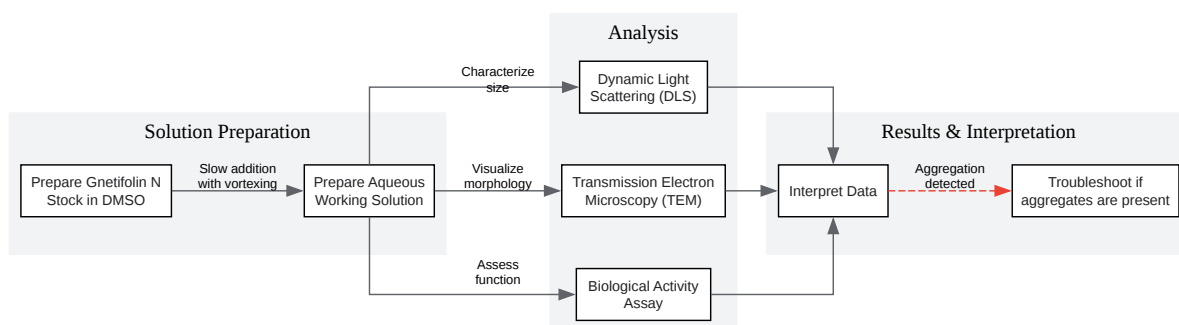 Analysis
Characterize
size
Dynamic Light
Scattering (DLS)
Solution Preparation
Results & Interpretation
Prepare Gnetifolin N
Stock in DMSO
Slow addition
with vortexing
Prepare Aqueous
Working Solution
Visualize
morphology
Transmission Electron
Microscopy (TEM)
Interpret Data
Aggregation
detected
Troubleshoot if
aggregates are present
Assess
function
Biological Activity
Assay